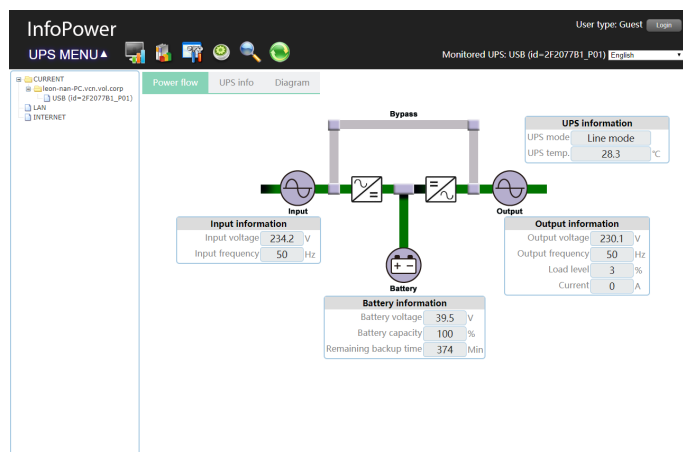 InfoPower
User type: Guest Login
UPS MENU▲
Monitored UPS: USB (id=2F2077B1_P01) English
CURRENT
leon-nan-PC.vcn.vol.corp
USB (id=2F2077B1_P01)
LAN
INTERNET
Power flow UPS info Diagram
Bypass
UPS information
UPS mode Line mode
UPS temp. 28.3 °C
Input
Output
Input information
Input voltage 234.2 V
Input frequency 50 Hz
Output information
Output voltage 230.1 V
Output frequency 50 Hz
Load level 3 %
Current 0 A
Battery
Battery information
Battery voltage 39.5 V
Battery capacity 100 %
Remaining backup time 374 Min